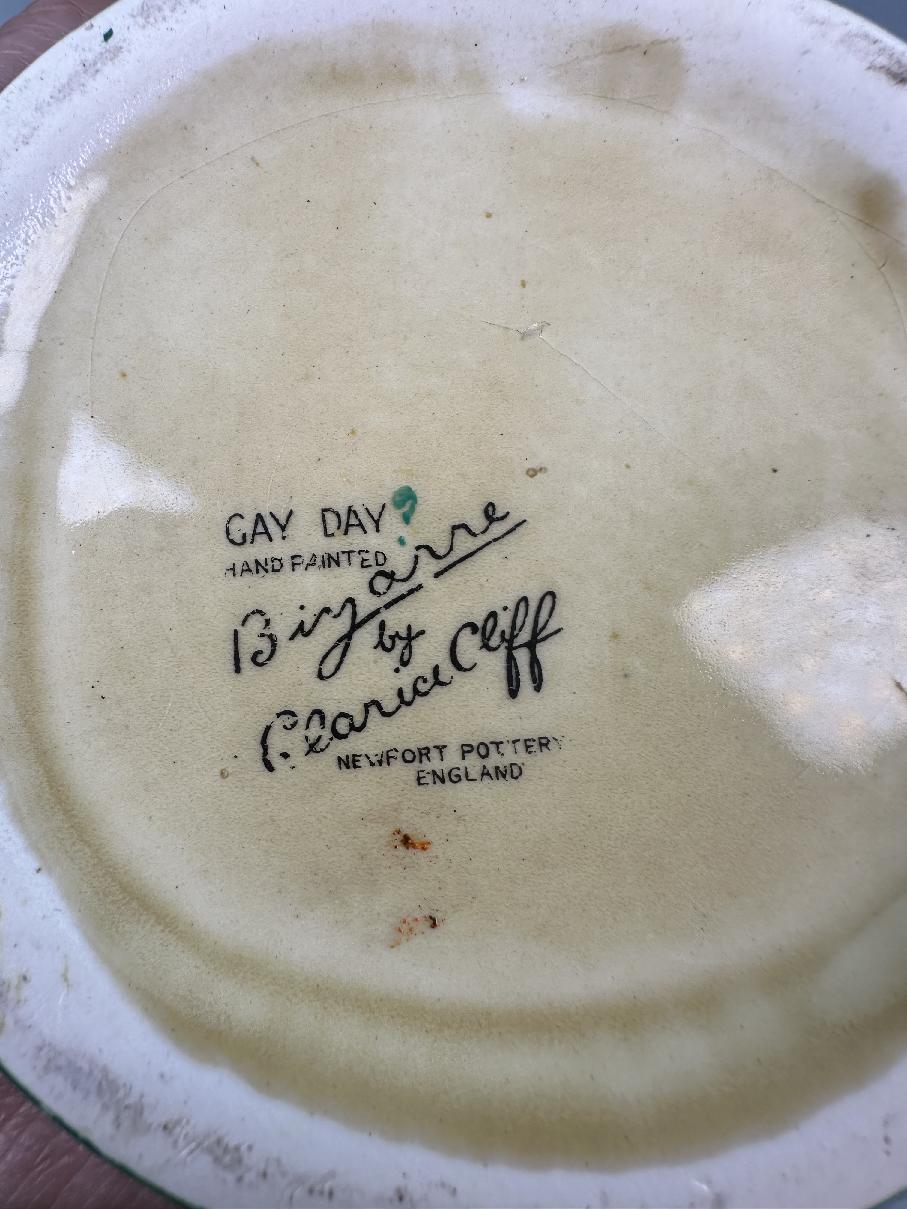 GAY DAY ?
HAND PAINTED
Bizarre
by
Clarice Cliff
NEWPORT POTTERY
ENGLAND